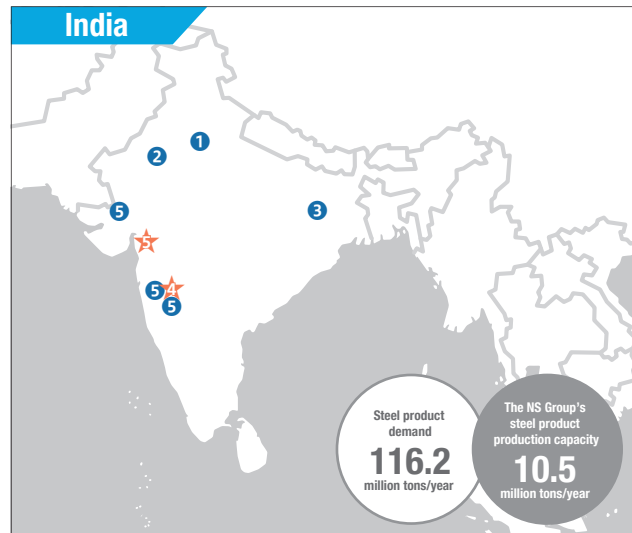 India
1
2
5
3
5
5
4
5
Steel product
demand
116.2
million tons/year
The NS Group's
steel product
production capacity
10.5
million tons/year